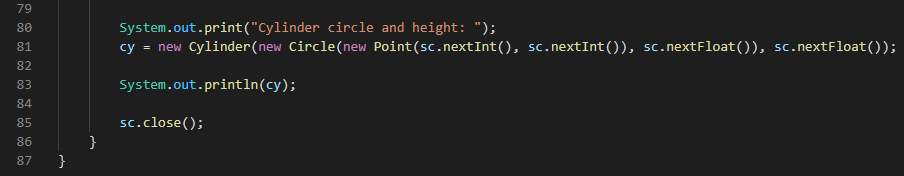 79
80 System.out.print("Cylinder circle and height: ");
81 cy = new Cylinder(new Circle(new Point(sc.nextInt(), sc.nextInt()), sc.nextFloat()), sc.nextFloat());
82
83 System.out.println(cy);
84
85 sc.close();
86 }
87 }